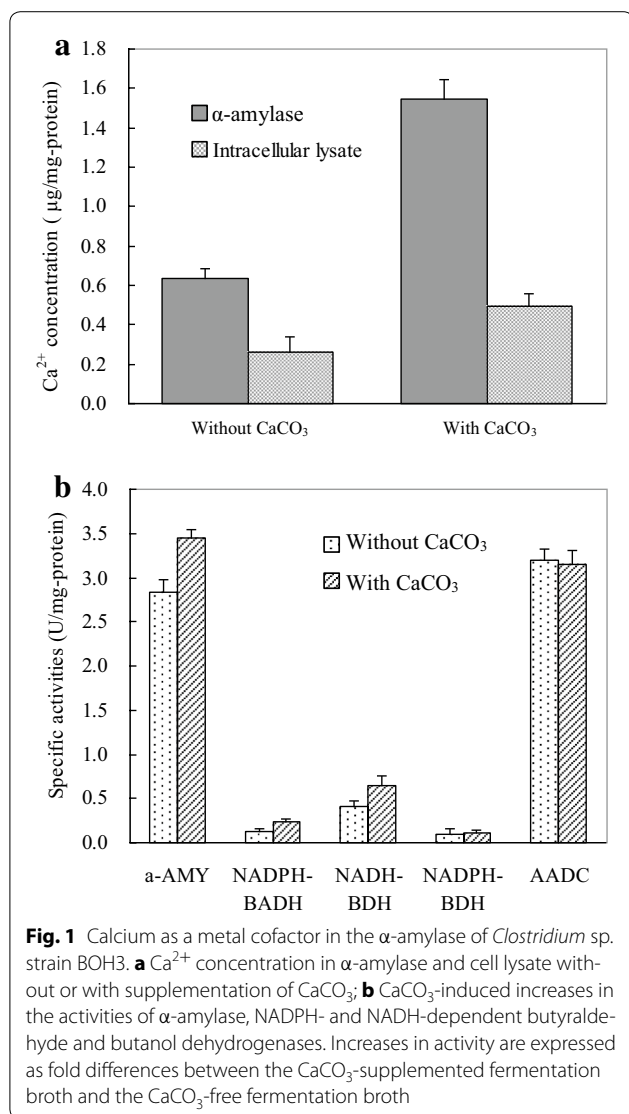 a
1.8
1.6
1.4
1.2
1.0
0.8
0.6
0.4
0.2
0.0
Ca²⁺ concentration ( µg/mg-protein)
α-amylase
Intracellular lysate
Without CaCO₃
With CaCO₃
b
4.0
3.5
3.0
2.5
2.0
1.5
1.0
0.5
0.0
Specific activities (U/mg-protein)
Without CaCO₃
With CaCO₃
a-AMY
NADPH-
BADH
NADH-
BDH
NADPH-
BDH
AADC
Fig. 1 Calcium as a metal cofactor in the α-amylase of Clostridium sp.
strain BOH3. a Ca²⁺ concentration in α-amylase and cell lysate with-
out or with supplementation of CaCO₃; b CaCO₃-induced increases in
the activities of α-amylase, NADPH- and NADH-dependent butyralde-
hyde and butanol dehydrogenases. Increases in activity are expressed
as fold differences between the CaCO₃-supplemented fermentation
broth and the CaCO₃-free fermentation broth